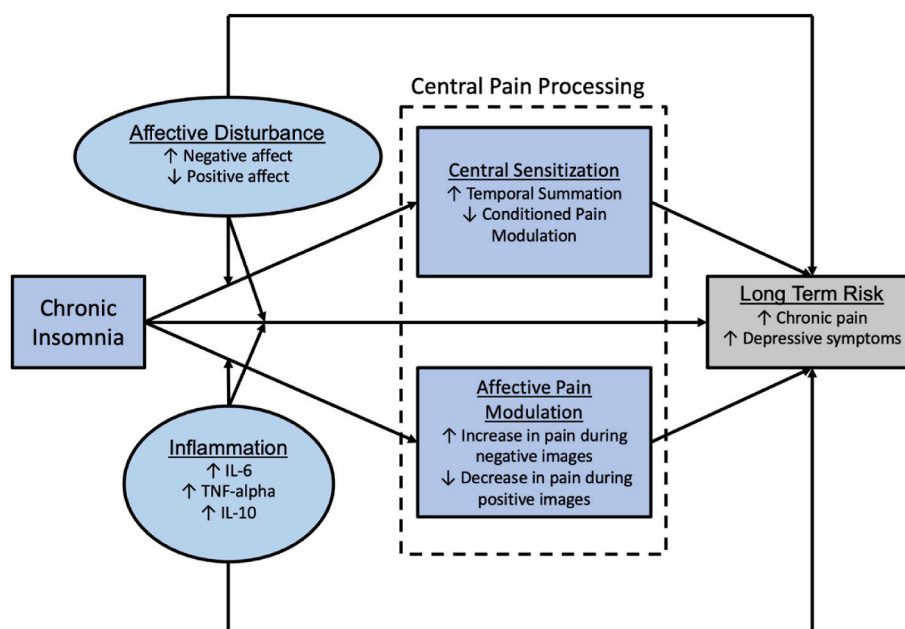 Central Pain Processing
Affective Disturbance
↑ Negative affect
↓ Positive affect
Central Sensitization
↑ Temporal Summation
↓ Conditioned Pain
Modulation
Chronic
Insomnia
Long Term Risk
↑ Chronic pain
↑ Depressive symptoms
Affective Pain
Modulation
↑ Increase in pain during
negative images
↓ Decrease in pain during
positive images
Inflammation
↑ IL-6
↑ TNF-alpha
↑ IL-10